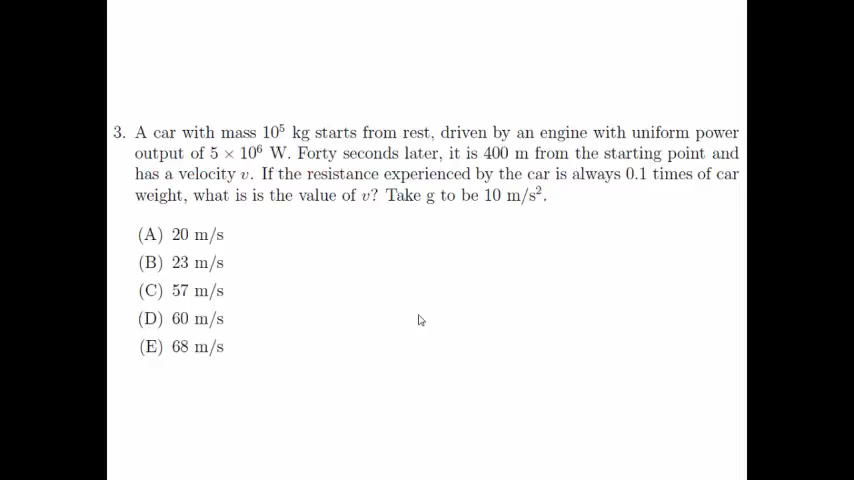 3. A car with mass 10⁵ kg starts from rest, driven by an engine with uniform power
output of 5 × 10⁶ W. Forty seconds later, it is 400 m from the starting point and
has a velocity v. If the resistance experienced by the car is always 0.1 times of car
weight, what is is the value of v? Take g to be 10 m/s².
(A) 20 m/s
(B) 23 m/s
(C) 57 m/s
(D) 60 m/s
(E) 68 m/s